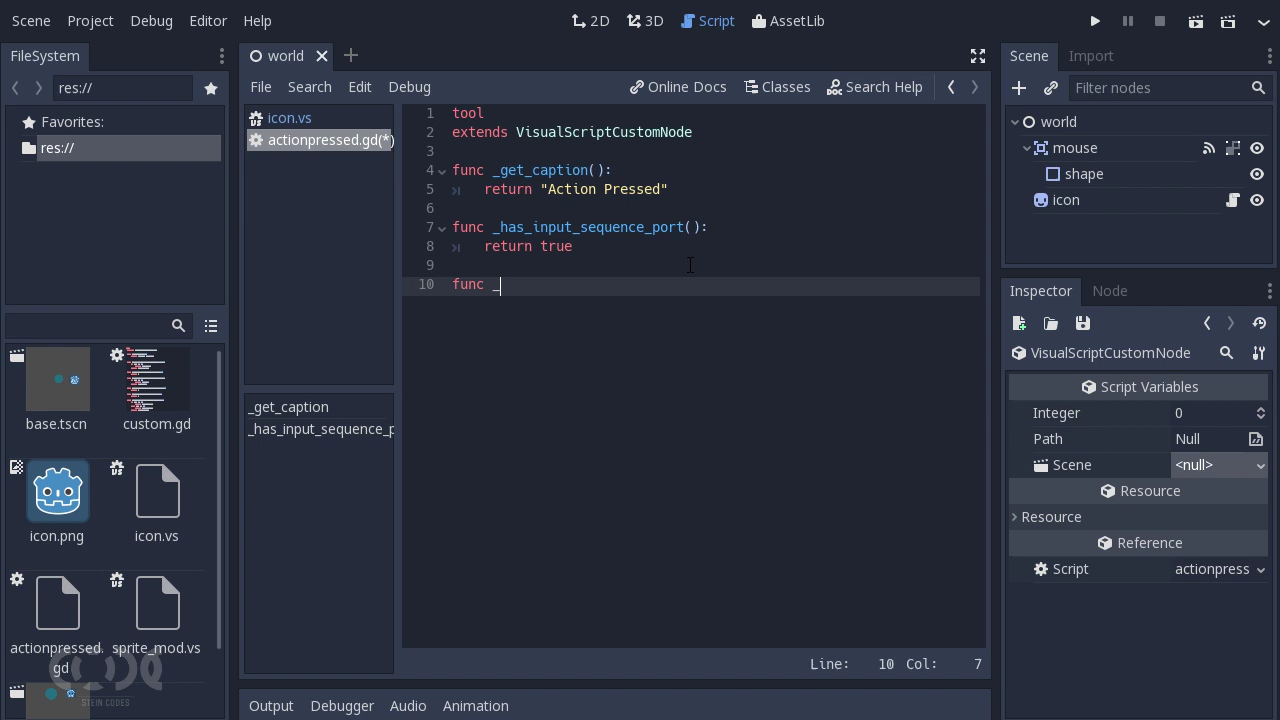 Scene Project Debug Editor Help
2D 3D Script AssetLib
FileSystem
res://
Favorites:
res://
base.tscn
custom.gd
icon.png
icon.vs
actionpressed.
gd
sprite_mod.vs
CODE
STEIN CODES
world
File Search Edit Debug
Online Docs Classes Search Help
icon.vs
actionpressed.gd(*)
_get_caption
_has_input_sequence_p
1 tool
2 extends VisualScriptCustomNode
3
4 func _get_caption():
5 return "Action Pressed"
6
7 func _has_input_sequence_port():
8 return true
9
10 func _
Line: 10 Col: 7
Output Debugger Audio Animation
Scene Import
Filter nodes
world
mouse
shape
icon
Inspector Node
VisualScriptCustomNode
Script Variables
Integer 0
Path Null
Scene <null>
Resource
Resource
Reference
Script actionpress